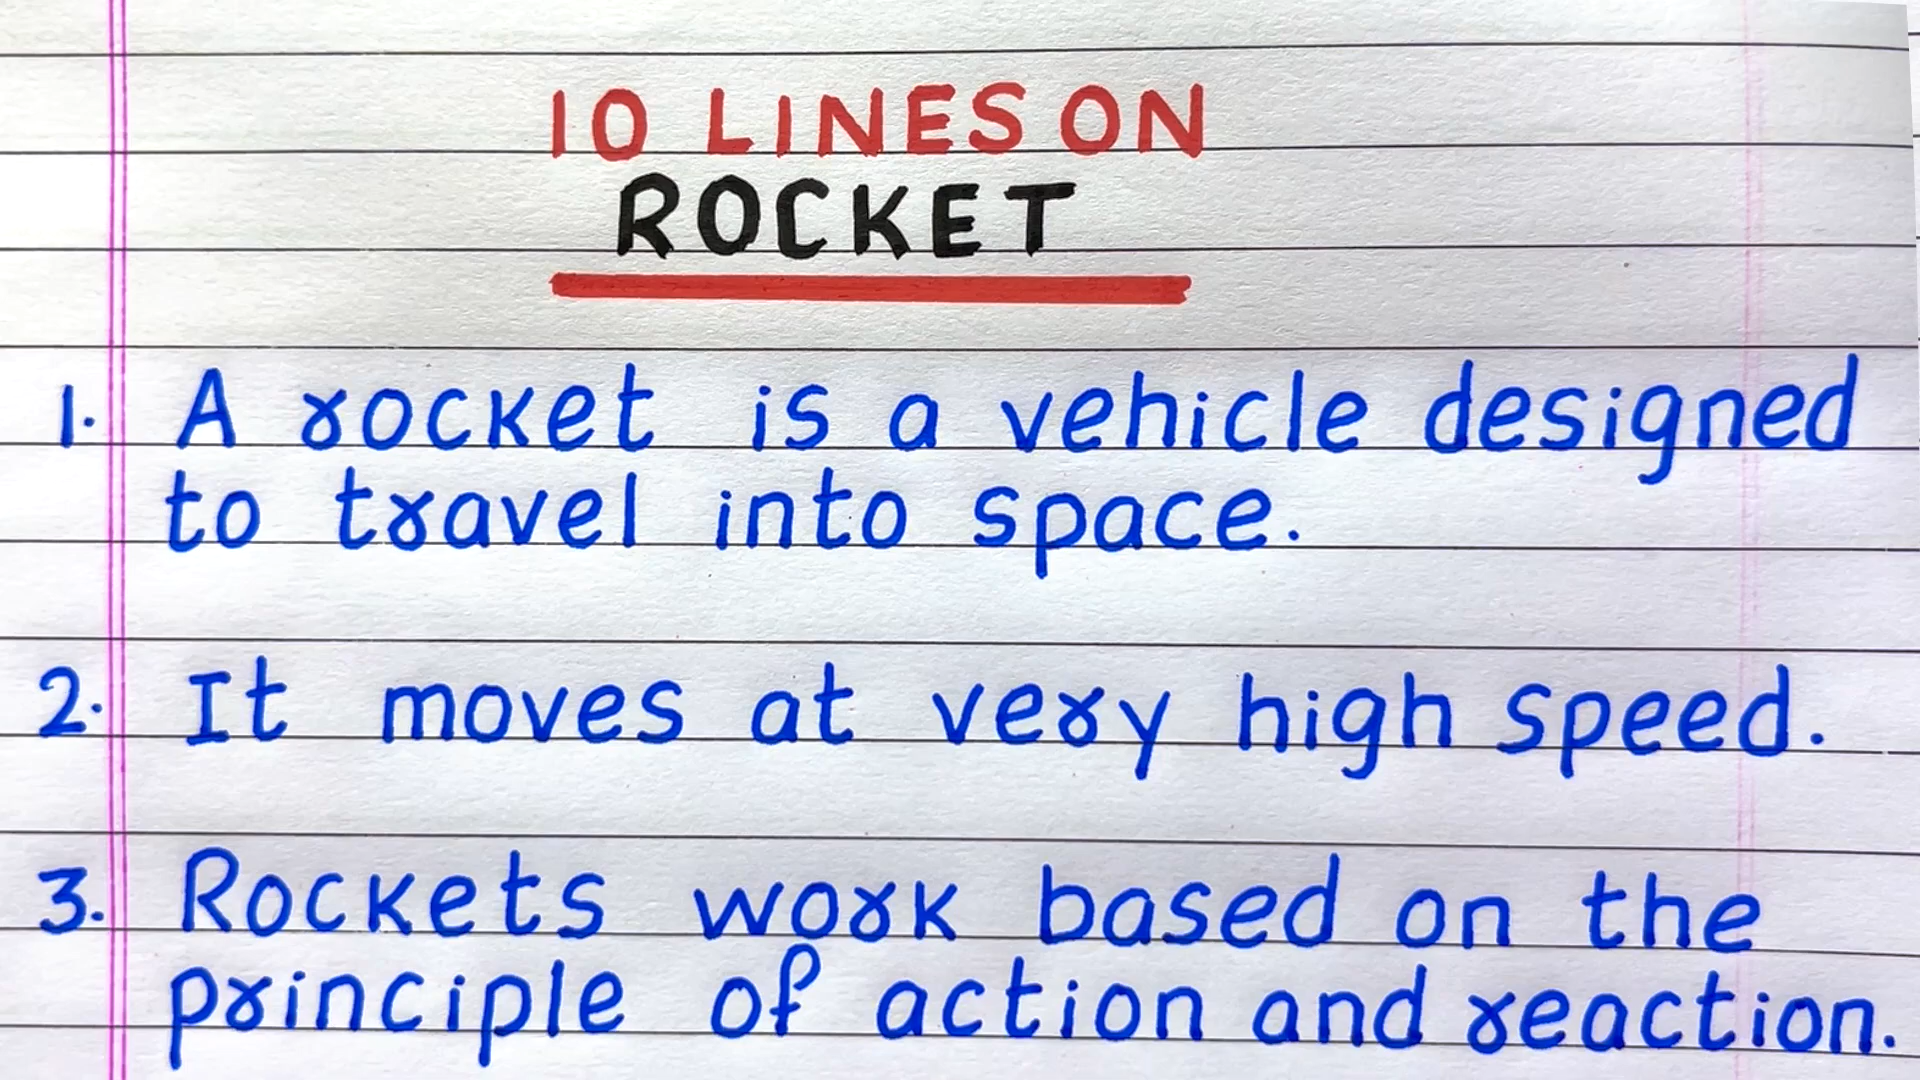 10 LINES ON
ROCKET
1. A rocket is a vehicle designed
to travel into space.
2. It moves at very high speed.
3. Rockets work based on the
principle of action and reaction.